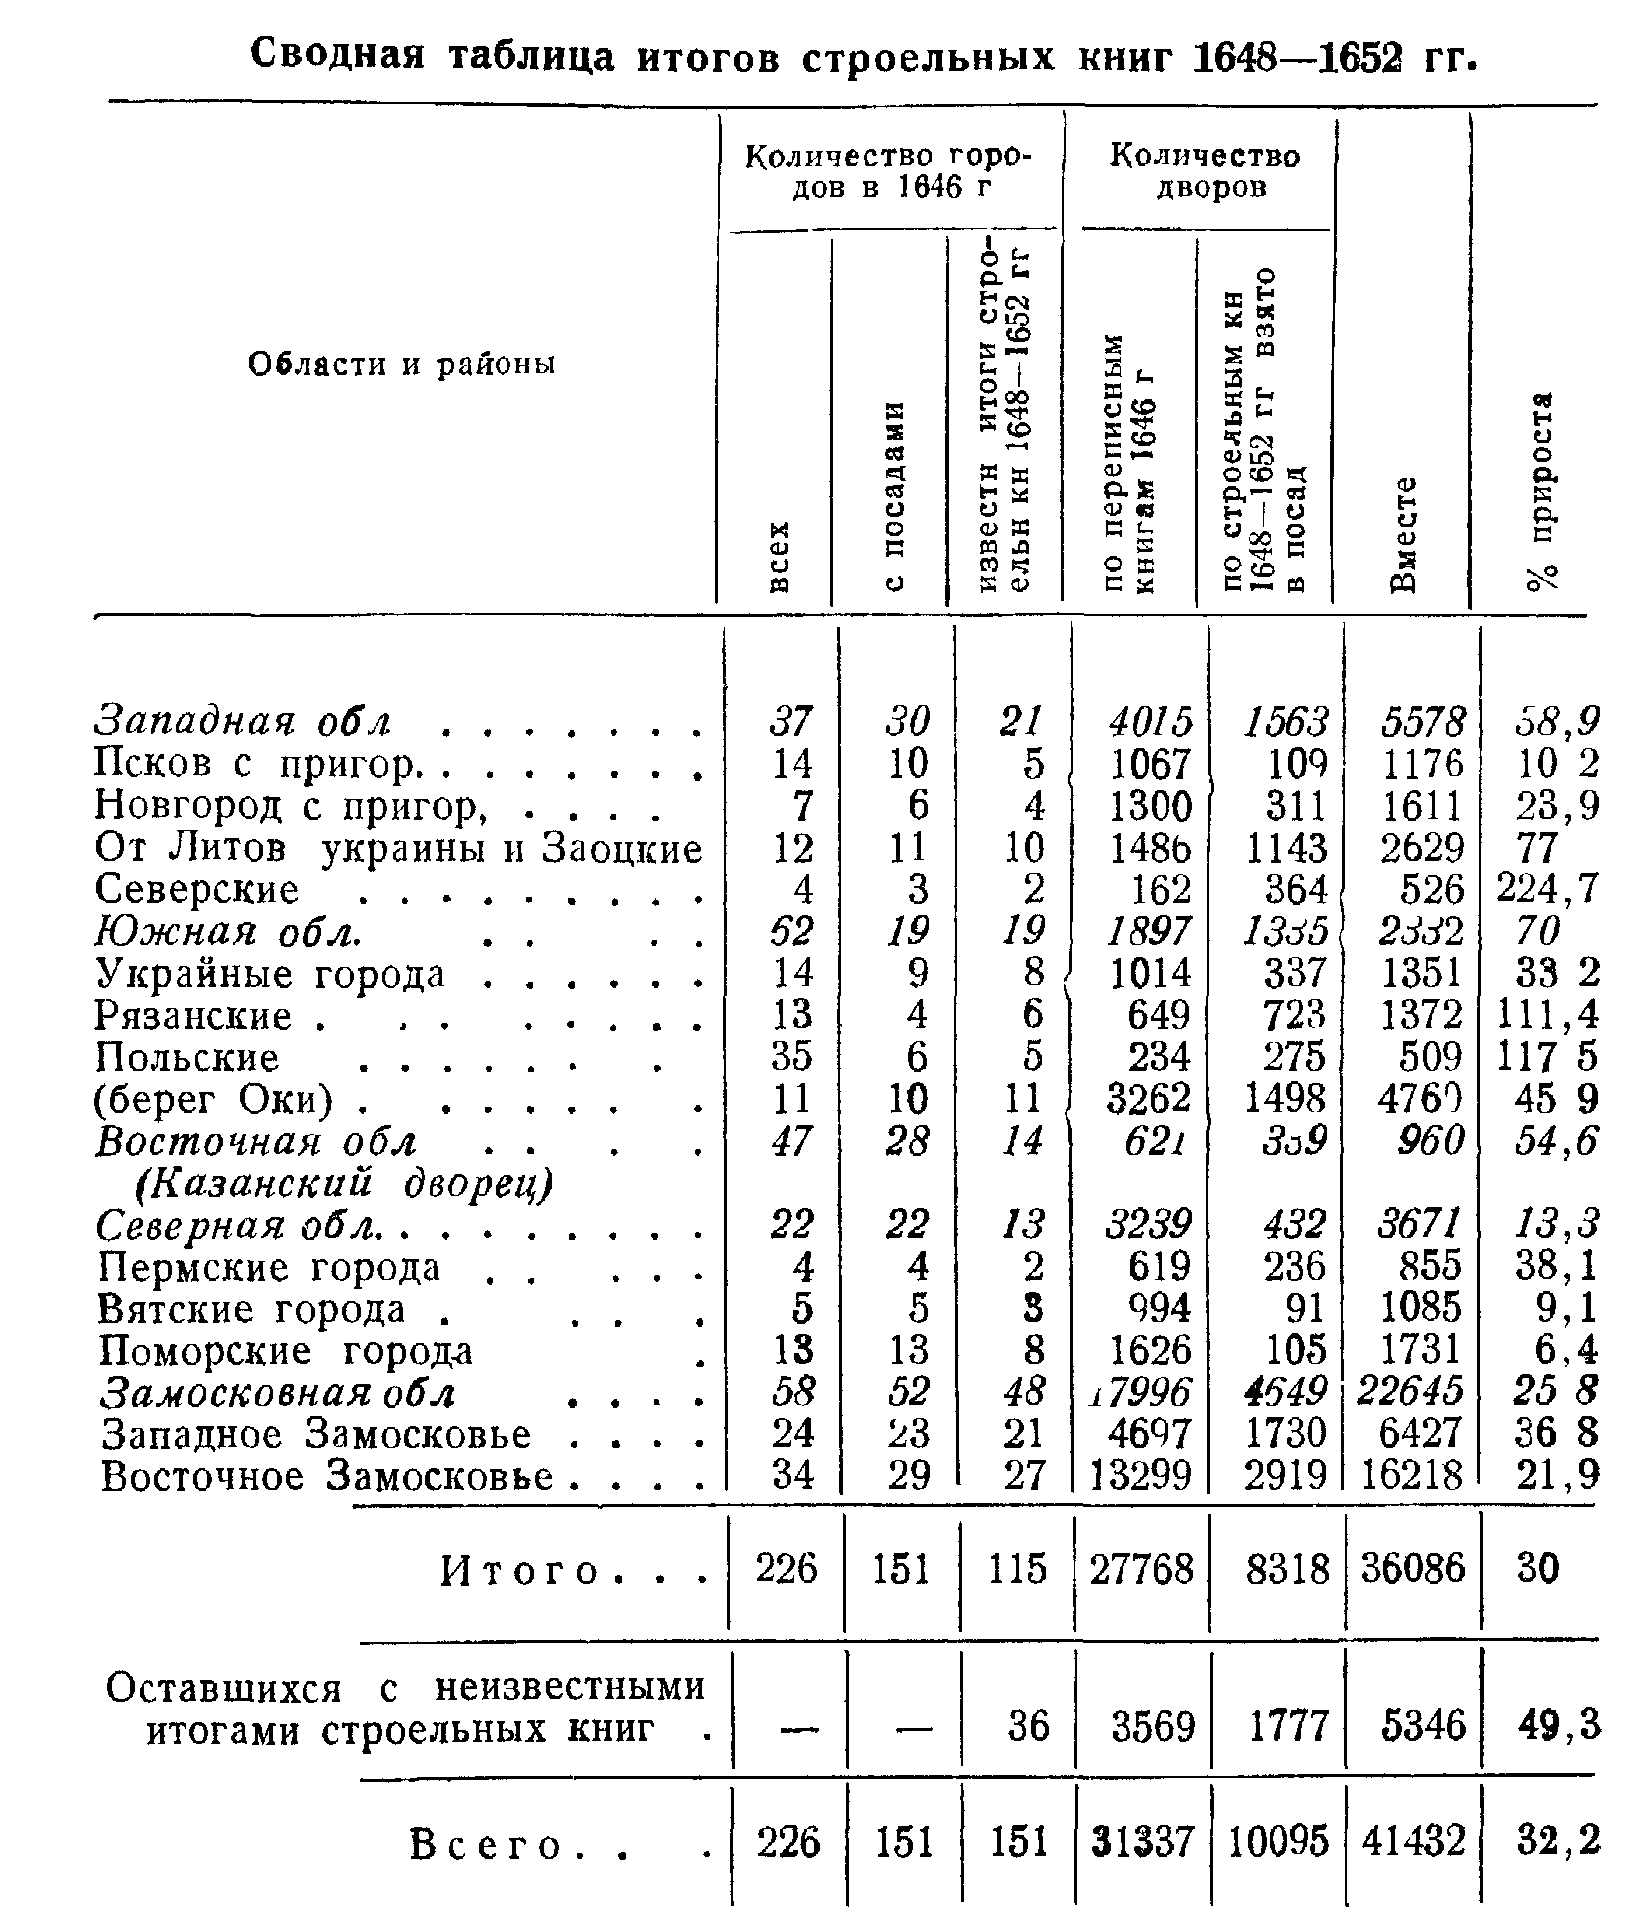 Сводная таблица итогов строельных книг 1648—1652 гг.
Области и районы
Количество горо-
дов в 1646 г
Количество
дворов
всех
с посадами
известн итоги стро-
ельн кн 1648—1652 гг
по переписным
книгам 1646 г
по строельным кн
1648—1652 гг взято
в посад
Вместе
% прироста
Западная обл . . . . . . . 37 30 21 4015 1563 5578 38,9
Псков с пригор. . . . . . . . 14 10 5 1067 109 1176 10 2
Новгород с пригор, . . . . 7 6 4 1300 311 1611 23,9
От Литов украины и Заоцкие 12 11 10 1486 1143 2629 77
Северские . . . . . . . . . 4 3 2 162 364 526 224,7
Южная обл. . . . . 62 19 19 1897 1335 2332 70
Украйные города . . . . . . 14 9 8 1014 337 1351 33 2
Рязанские . . . . . . . . 13 4 6 649 723 1372 111,4
Польские . . . . . . . 35 6 5 234 275 509 117 5
(берег Оки) . . . . . . . . 11 10 11 3262 1498 4760 45 9
Восточная обл . . . . 47 28 14 621 339 960 54,6
(Казанский дворец)
Северная обл. . . . . . . . . 22 22 13 3239 432 3671 13,3
Пермские города . . . . . 4 4 2 619 236 855 38,1
Вятские города . . . . 5 5 3 994 91 1085 9,1
Поморские города . 13 13 8 1626 105 1731 6,4
Замосковная обл . . . . 58 52 48 17996 4649 22645 25 8
Западное Замосковье . . . . 24 23 21 4697 1730 6427 36 8
Восточное Замосковье . . . . 34 29 27 13299 2919 16218 21,9
Итого . . . 226 151 115 27768 8318 36086 30
Оставшихся с неизвестными
итогами строельных книг . — — 36 3569 1777 5346 49,3
Всего . . . 226 151 151 31337 10095 41432 32,2